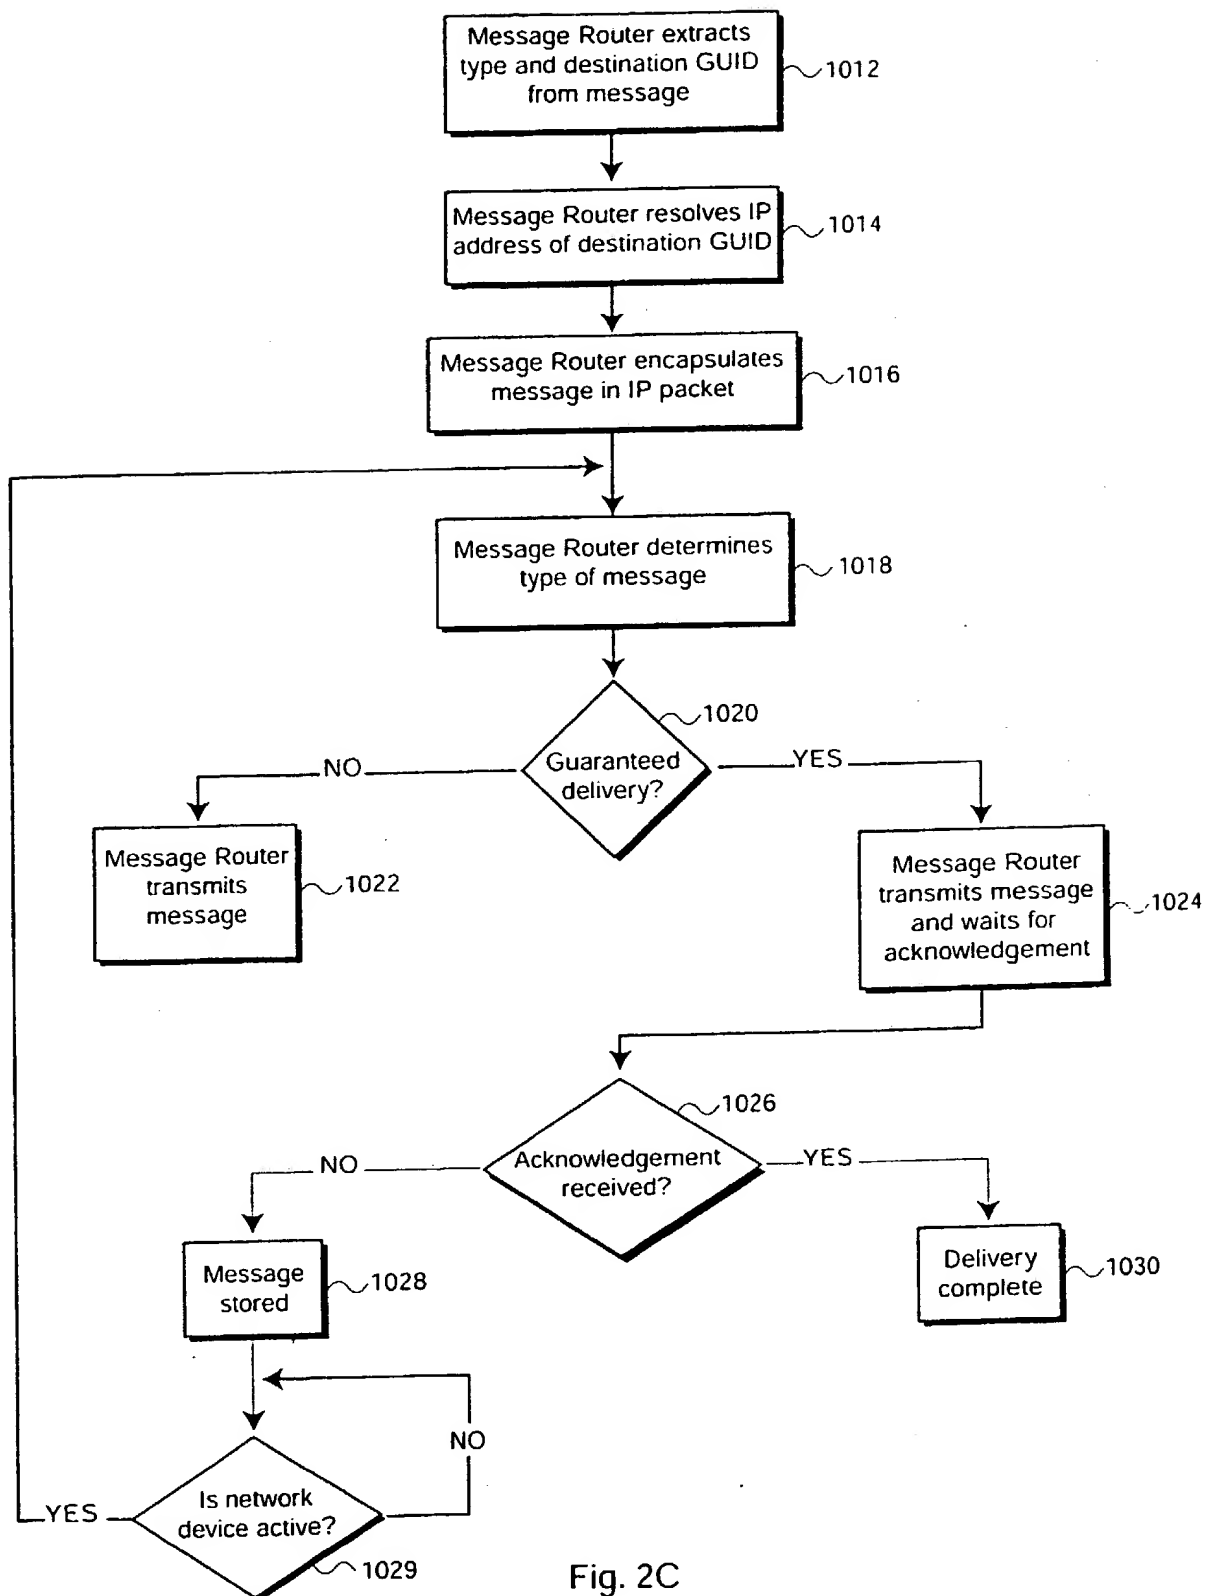 Message Router extracts
type and destination GUID
from message
1012
Message Router resolves IP
address of destination GUID
1014
Message Router encapsulates
message in IP packet
1016
Message Router determines
type of message
1018
1020
Guaranteed
delivery?
NO
YES
Message Router
transmits
message
1022
Message Router
transmits message
and waits for
acknowledgement
1024
1026
Acknowledgement
received?
NO
YES
Message
stored
1028
Delivery
complete
1030
NO
Is network
device active?
YES
1029
Fig. 2C